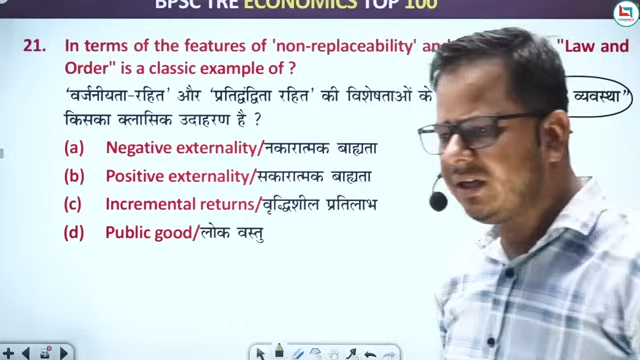 BPSC TRE ECONOMICS TOP 100
21. In terms of the features of 'non-replaceability' and "Law and
Order" is a classic example of ?
'वर्जनीयता-रहित' और 'प्रतिद्वंद्विता रहित' की विशेषताओं के व्यवस्था"
किसका क्लासिक उदाहरण है ?
(a) Negative externality/नकारात्मक बाह्यता
(b) Positive externality/सकारात्मक बाह्यता
(c) Incremental returns/वृद्धिशील प्रतिलाभ
(d) Public good/लोक वस्तु